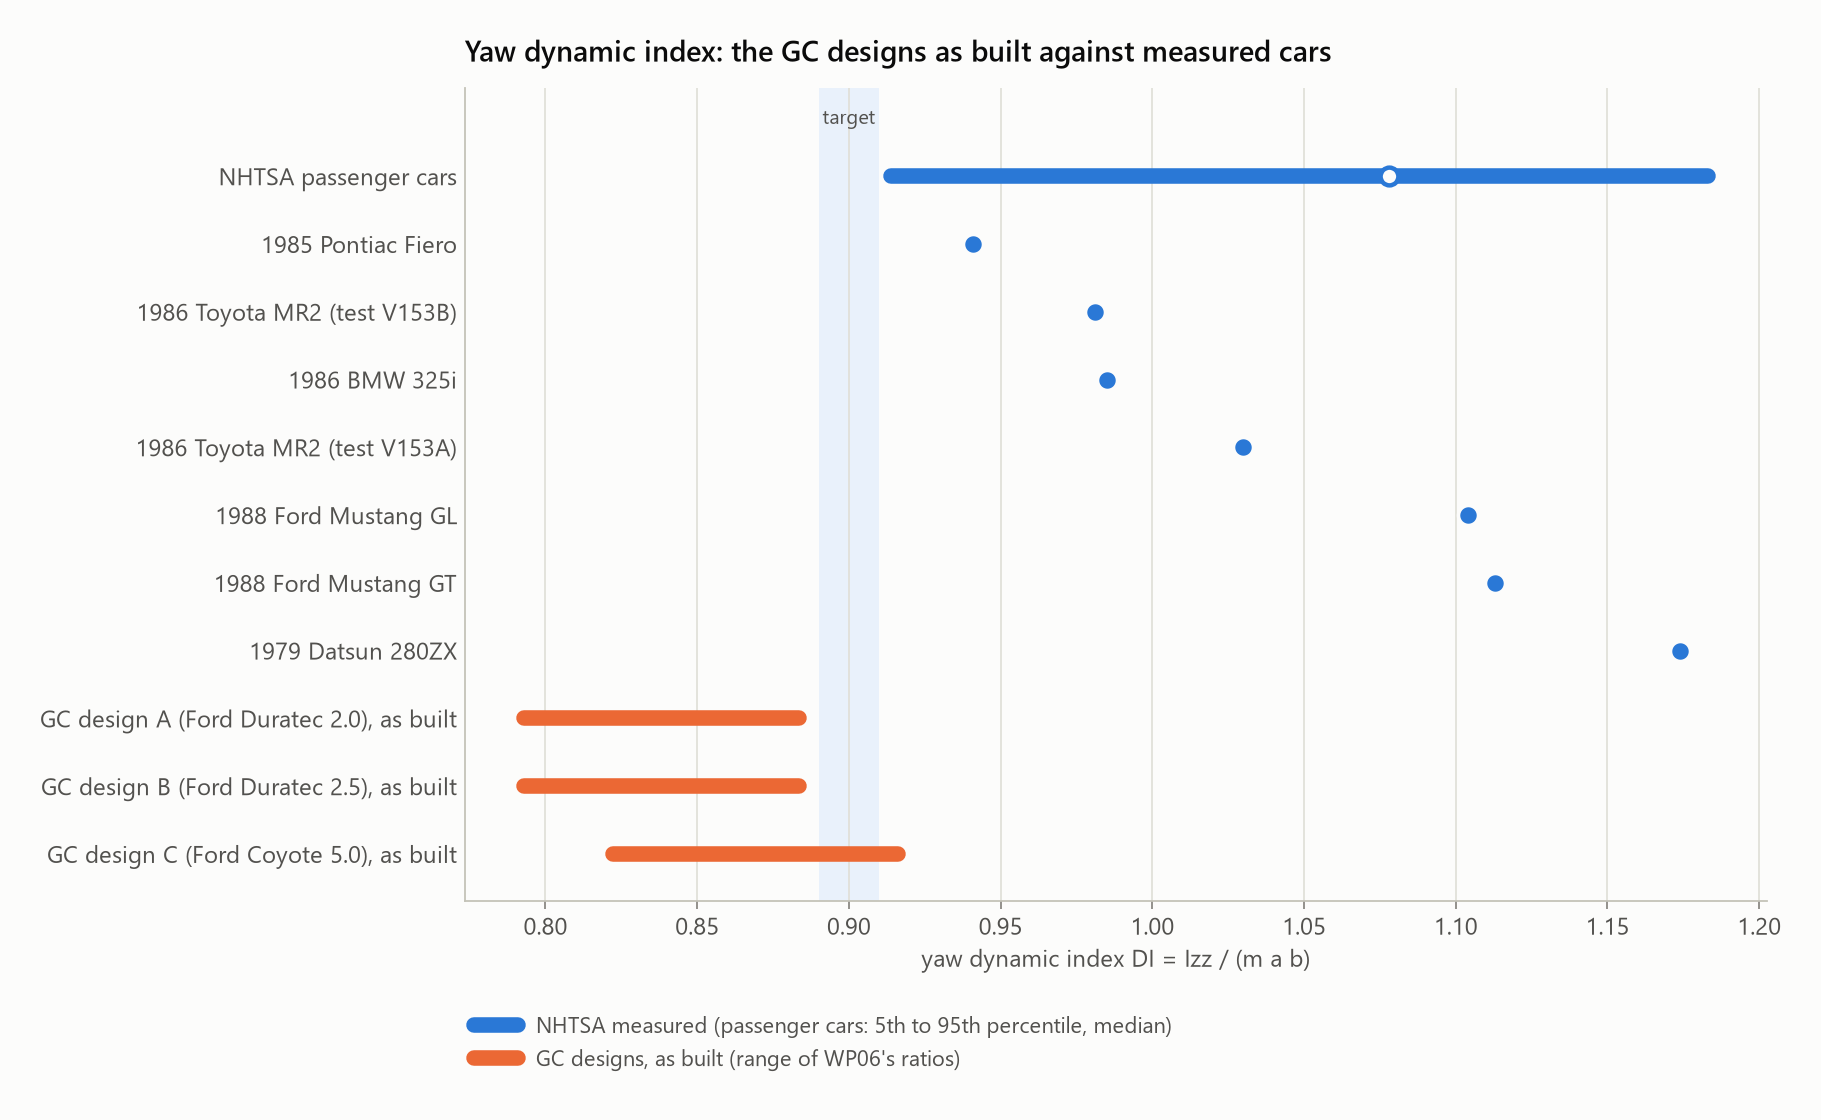 Yaw dynamic index: the GC designs as built against measured cars
target
NHTSA passenger cars
1985 Pontiac Fiero
1986 Toyota MR2 (test V153B)
1986 BMW 325i
1986 Toyota MR2 (test V153A)
1988 Ford Mustang GL
1988 Ford Mustang GT
1979 Datsun 280ZX
GC design A (Ford Duratec 2.0), as built
GC design B (Ford Duratec 2.5), as built
GC design C (Ford Coyote 5.0), as built
0.80 0.85 0.90 0.95 1.00 1.05 1.10 1.15 1.20
yaw dynamic index DI = Izz / (m a b)
NHTSA measured (passenger cars: 5th to 95th percentile, median)
GC designs, as built (range of WP06's ratios)